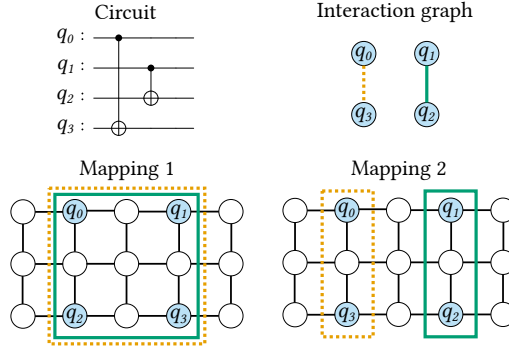 Circuit
q0 :
q1 :
q2 :
q3 :
Interaction graph
q0 q1
q3 q2
Mapping 1
q0 q1
q2 q3
Mapping 2
q0 q1
q3 q2